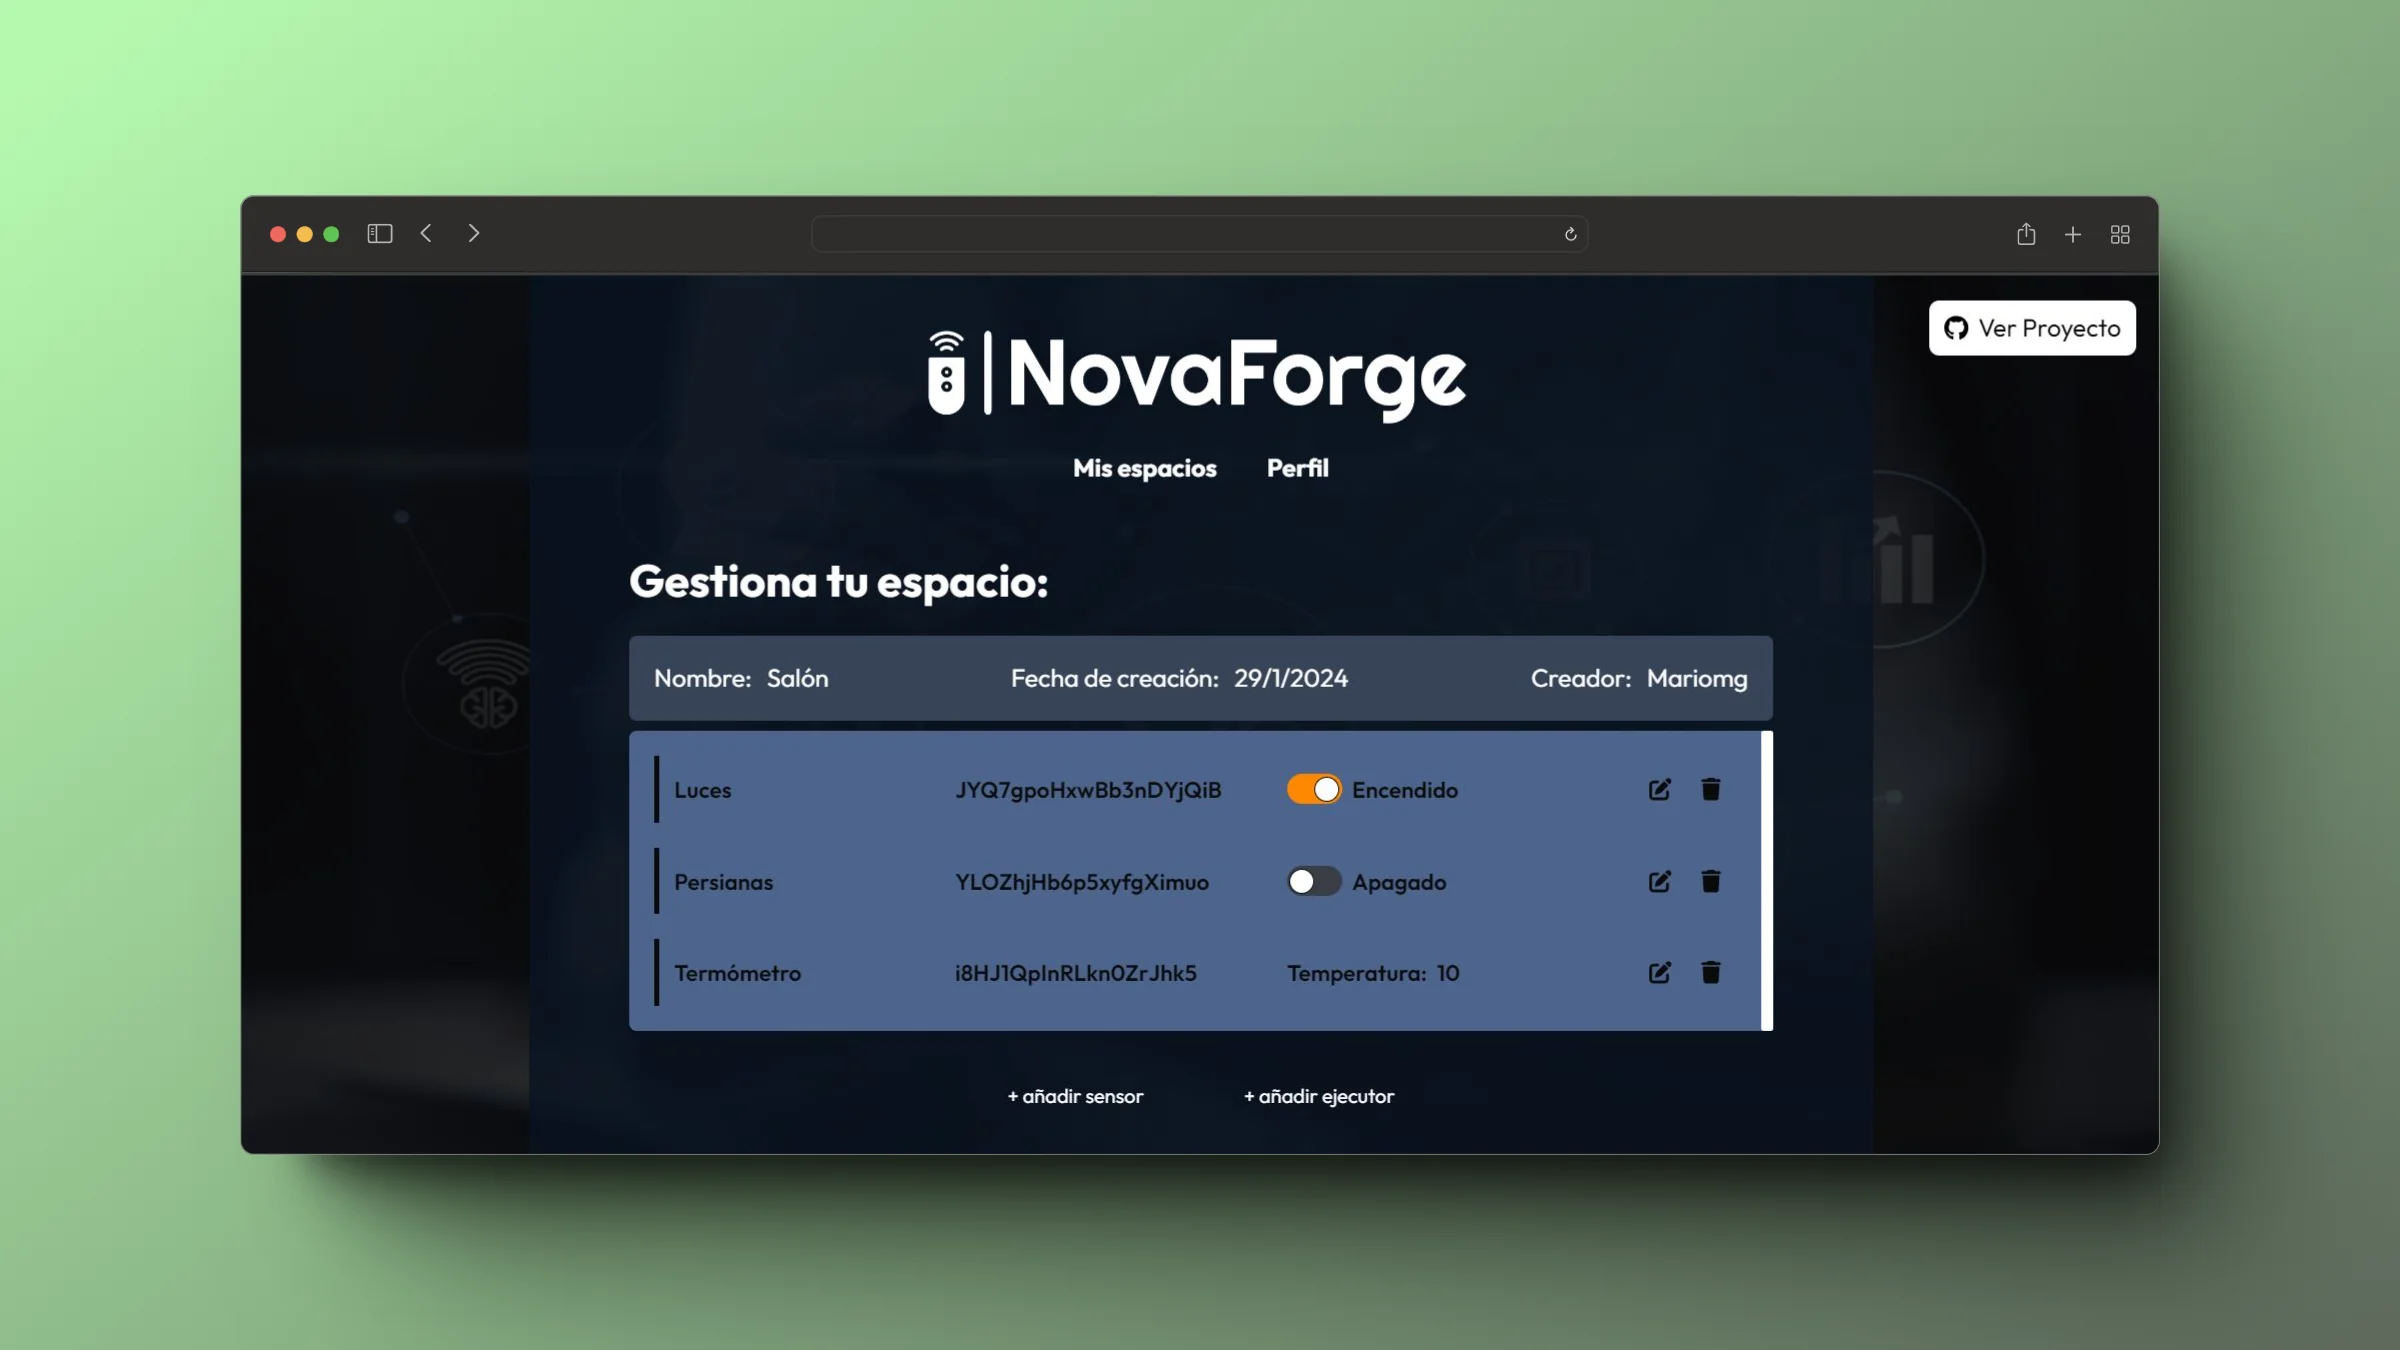 Ver Proyecto
NovaForge
Mis espacios Perfil
Gestiona tu espacio:
Nombre: Salón Fecha de creación: 29/1/2024 Creador: Mariomg
Luces JYQ7gpoHxwBb3nDYjQiB Encendido
Persianas YLOZhjHb6p5xyfgXimuo Apagado
Termómetro i8HJ1QpInRLkn0ZrJhk5 Temperatura: 10
+ añadir sensor + añadir ejecutor